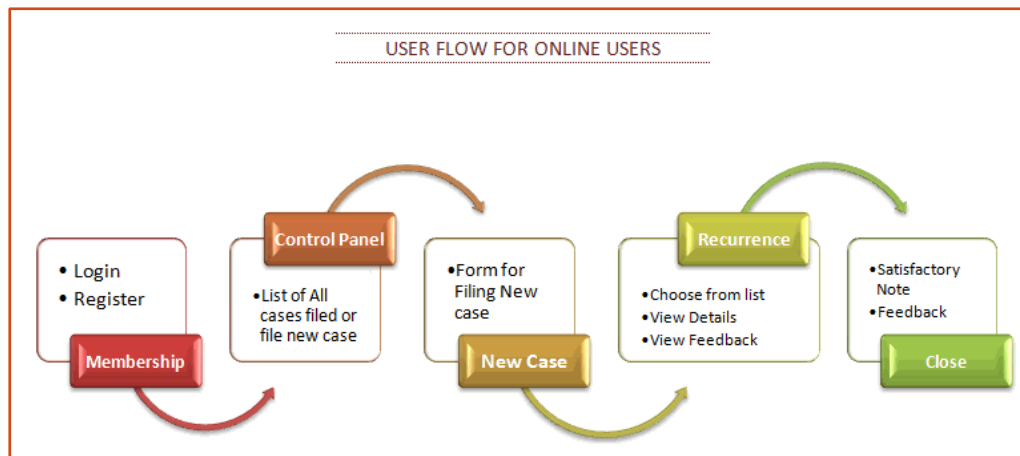 USER FLOW FOR ONLINE USERS
• Login
• Register
Membership
Control Panel
•List of All
cases filed or
file new case
•Form for
Filing New
case
New Case
Recurrence
•Choose from list
•View Details
•View Feedback
•Satisfactory
Note
•Feedback
Close